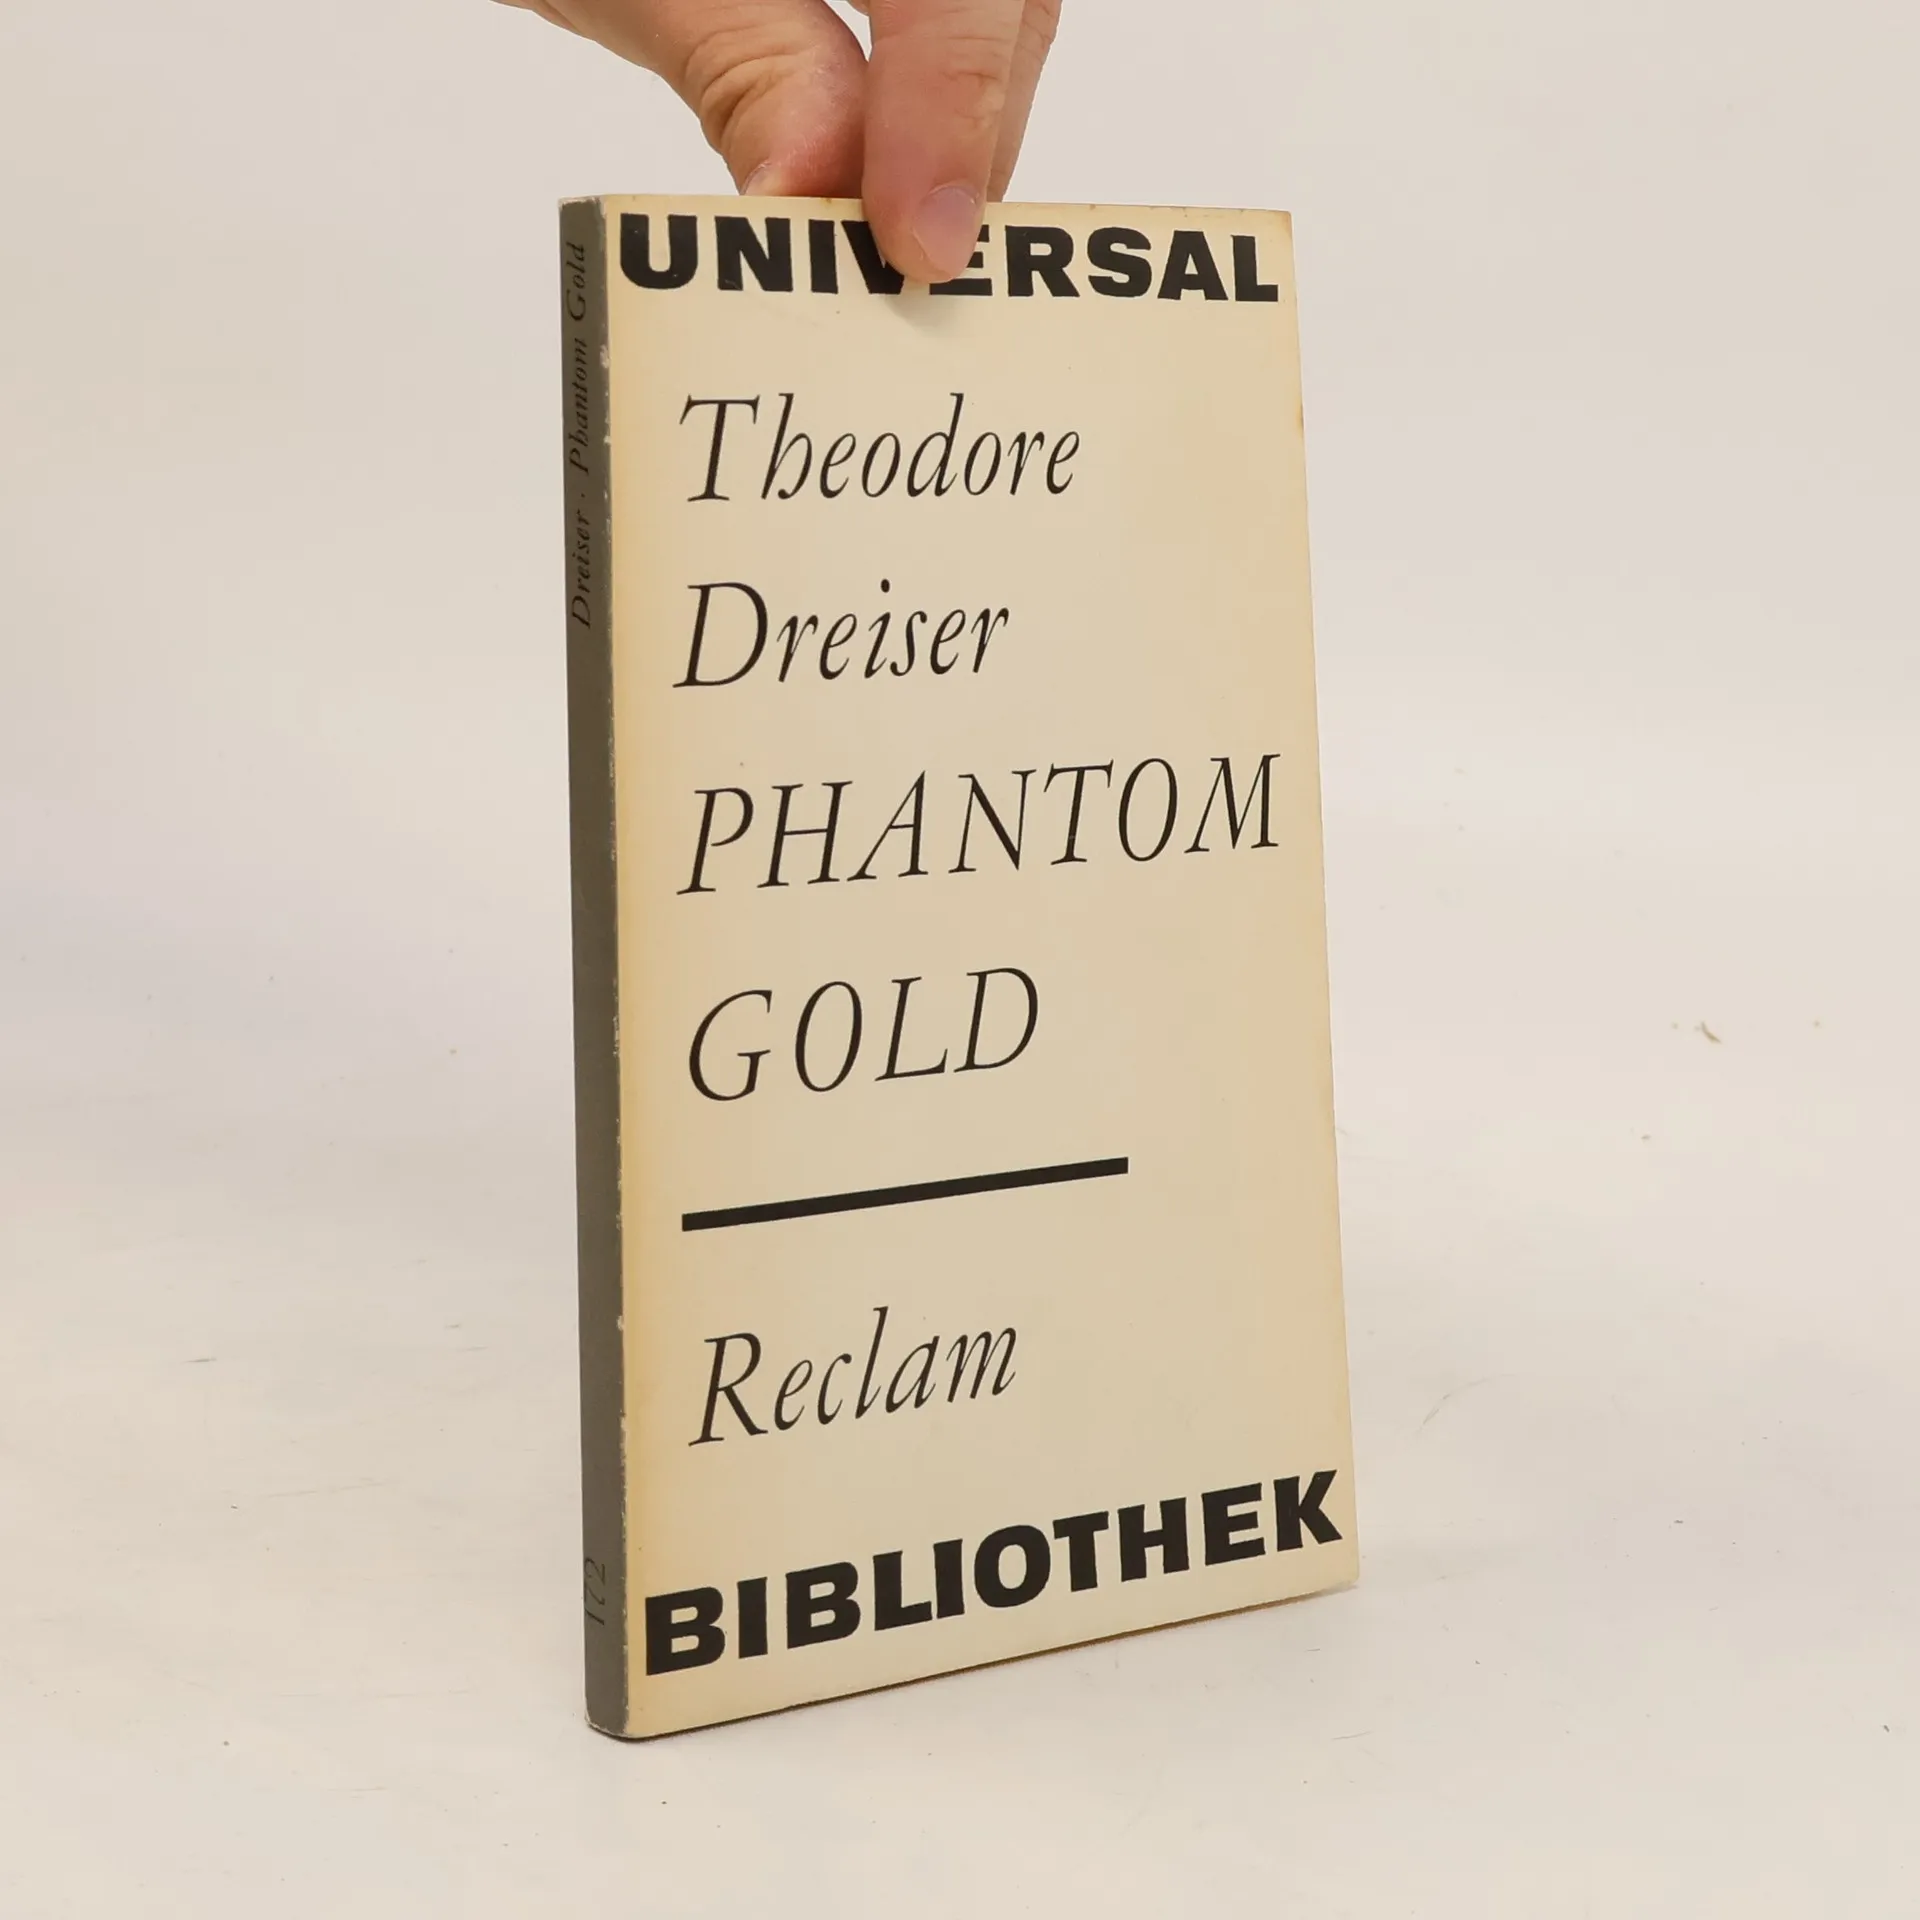 UNIVERSAL
Theodore
Dreiser
PHANTOM
GOLD
Reclam
BIBLIOTHEK
Dreiser · Phantom Gold
172